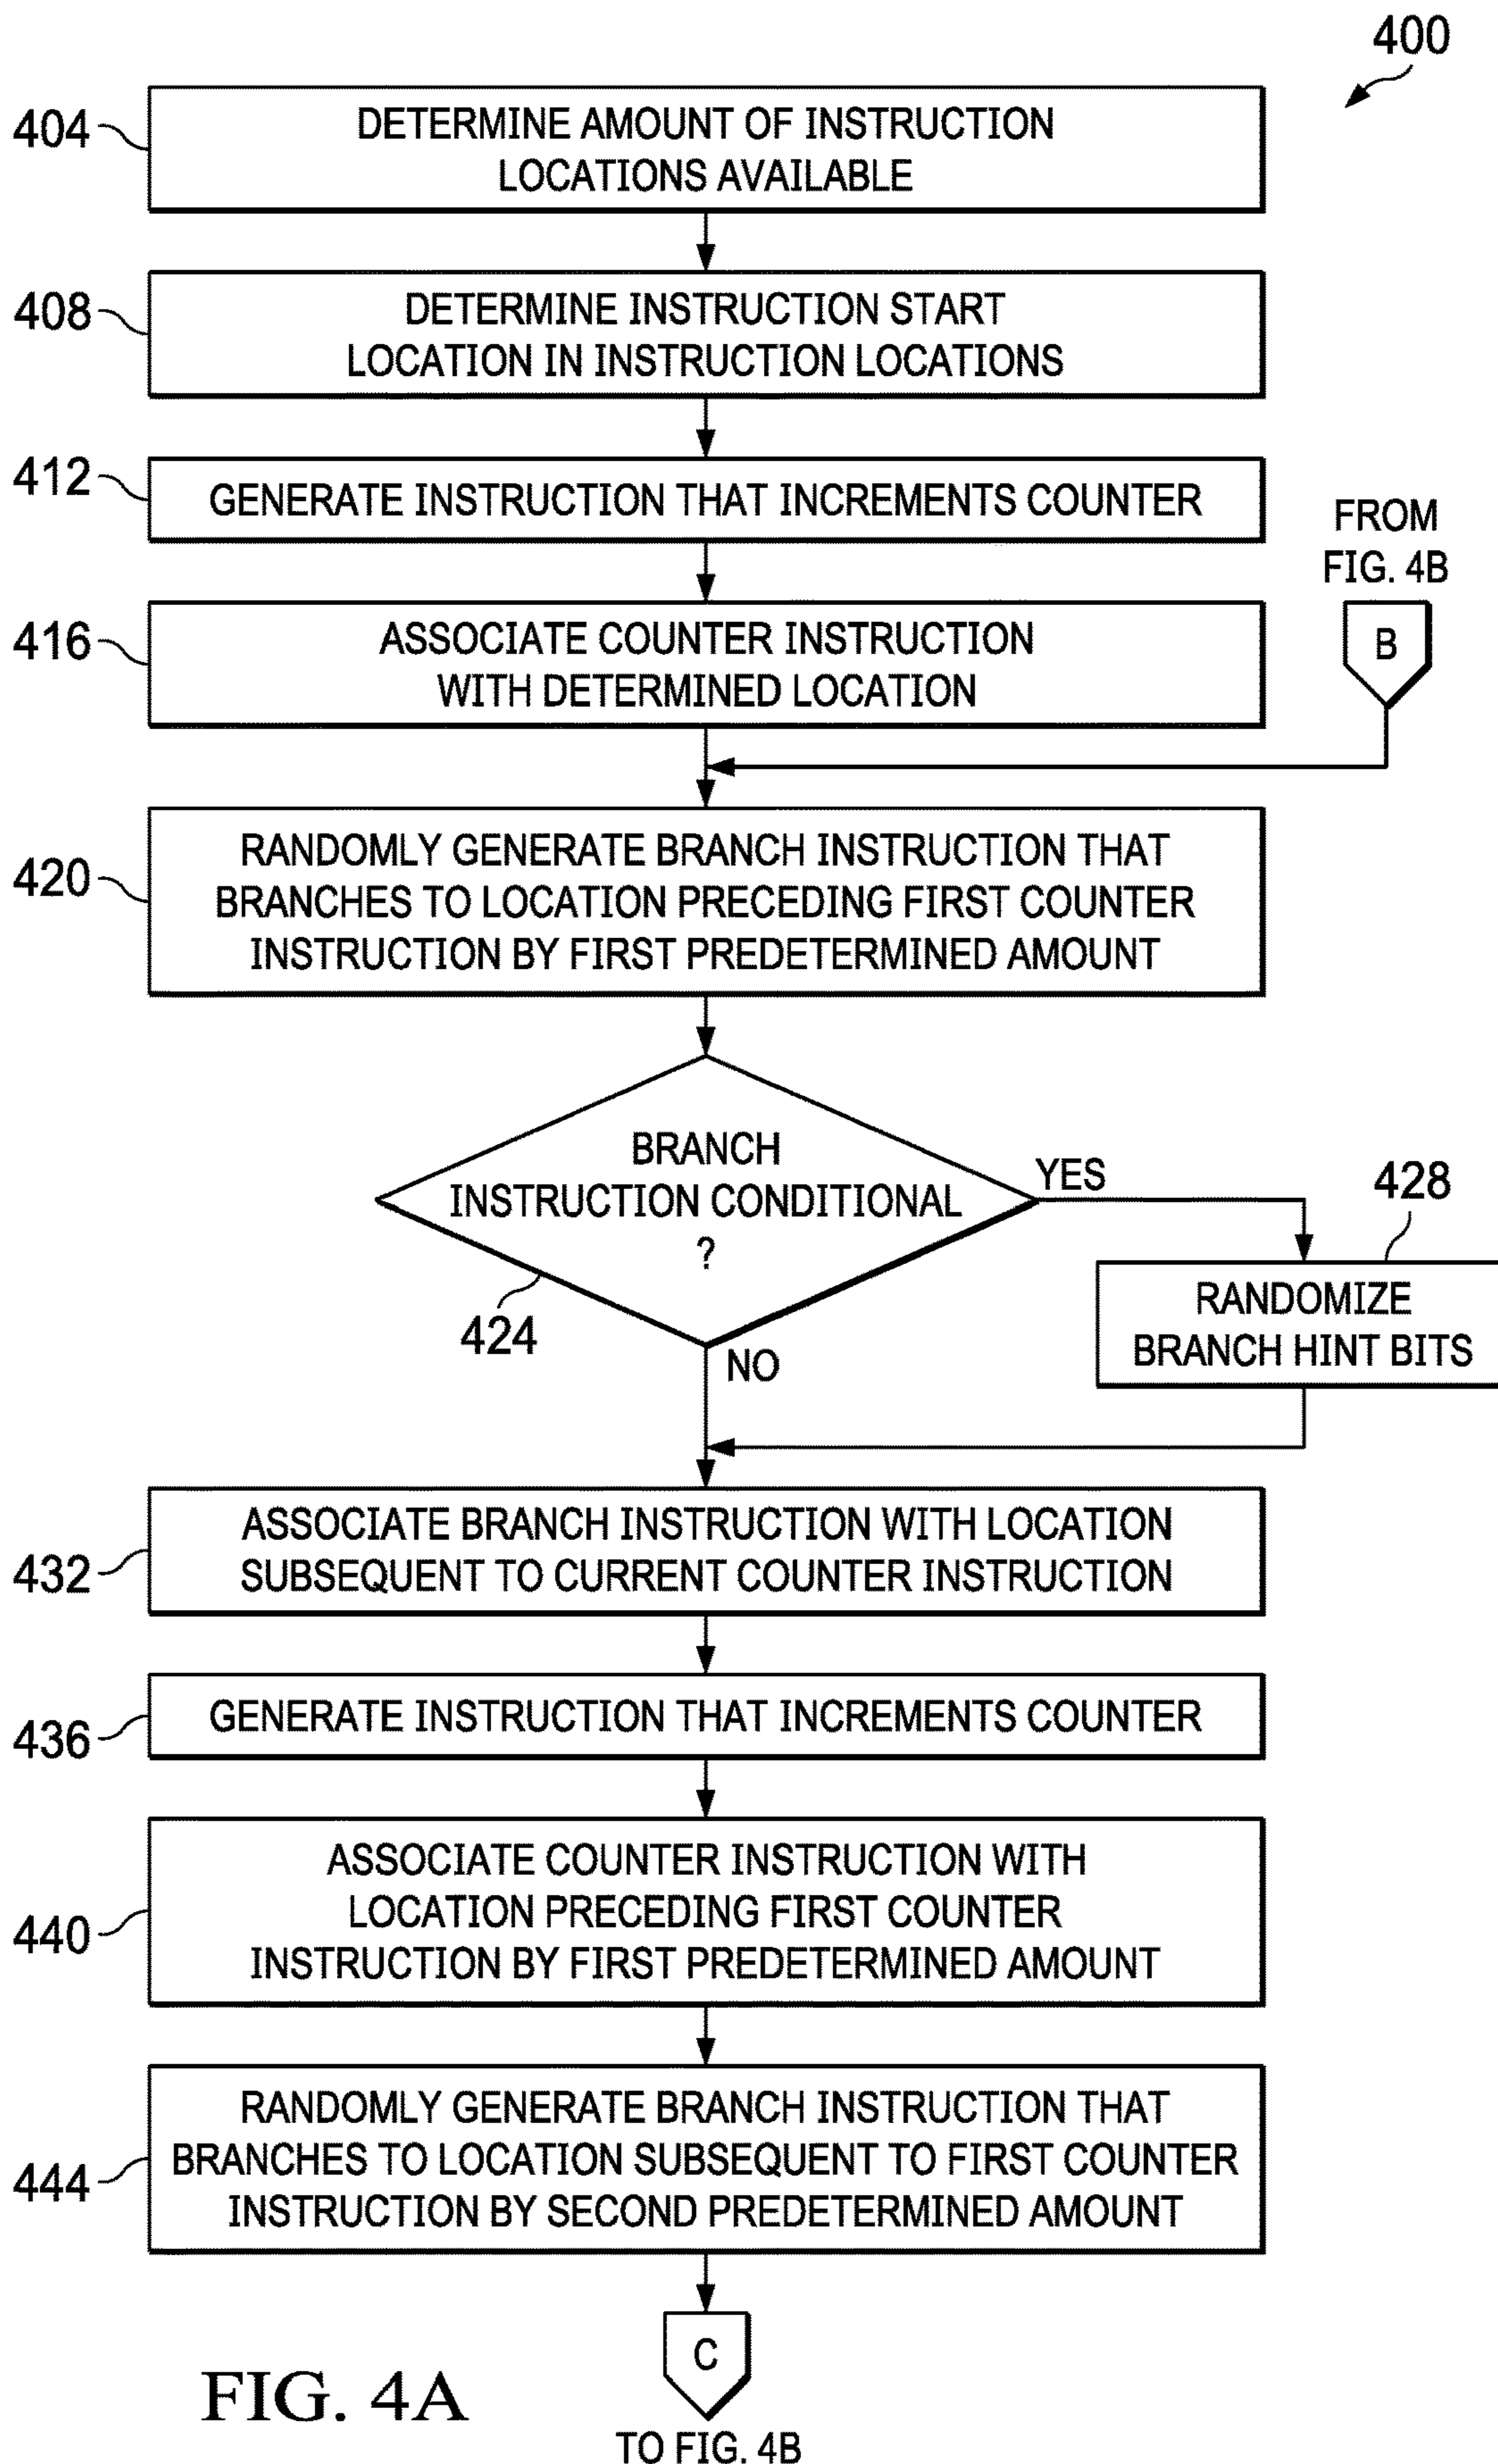 400
404
DETERMINE AMOUNT OF INSTRUCTION
LOCATIONS AVAILABLE
408
DETERMINE INSTRUCTION START
LOCATION IN INSTRUCTION LOCATIONS
412
GENERATE INSTRUCTION THAT INCREMENTS COUNTER
FROM
FIG. 4B
B
416
ASSOCIATE COUNTER INSTRUCTION
WITH DETERMINED LOCATION
420
RANDOMLY GENERATE BRANCH INSTRUCTION THAT
BRANCHES TO LOCATION PRECEDING FIRST COUNTER
INSTRUCTION BY FIRST PREDETERMINED AMOUNT
BRANCH
INSTRUCTION CONDITIONAL
?
424
YES
NO
428
RANDOMIZE
BRANCH HINT BITS
432
ASSOCIATE BRANCH INSTRUCTION WITH LOCATION
SUBSEQUENT TO CURRENT COUNTER INSTRUCTION
436
GENERATE INSTRUCTION THAT INCREMENTS COUNTER
440
ASSOCIATE COUNTER INSTRUCTION WITH
LOCATION PRECEDING FIRST COUNTER
INSTRUCTION BY FIRST PREDETERMINED AMOUNT
444
RANDOMLY GENERATE BRANCH INSTRUCTION THAT
BRANCHES TO LOCATION SUBSEQUENT TO FIRST COUNTER
INSTRUCTION BY SECOND PREDETERMINED AMOUNT
C
TO FIG. 4B
FIG. 4A